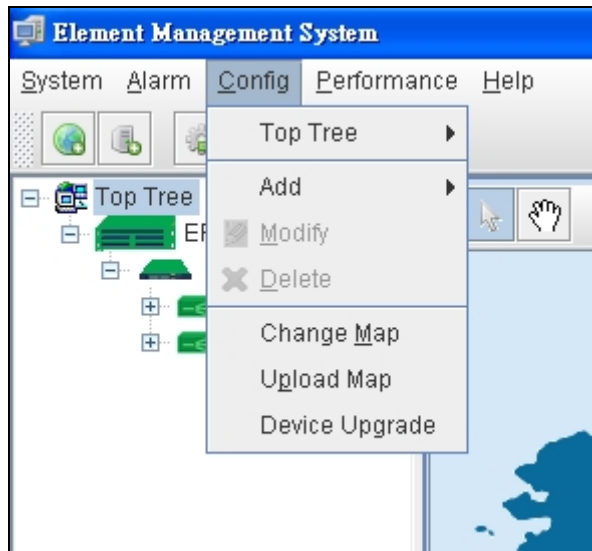 Element Management System
System Alarm Config Performance Help
Top Tree
Add
Modify
Delete
Change Map
Upload Map
Device Upgrade
Top Tree